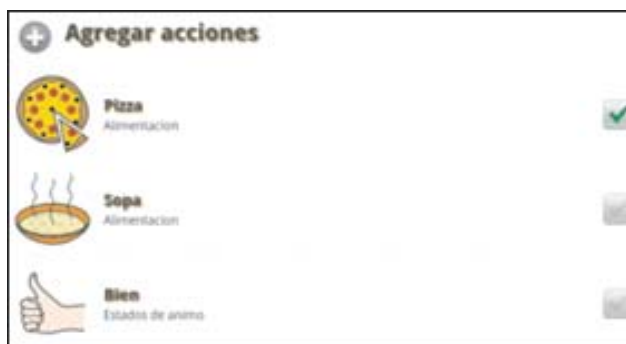 Agregar acciones
Pizza
Alimentacion
Sopa
Alimentacion
Bien
Estados de animo